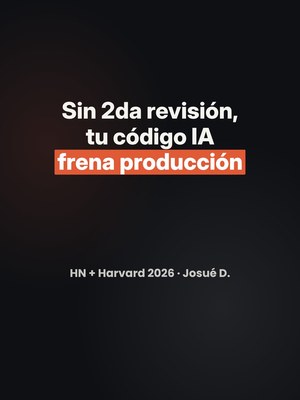 Sin 2da revisión,
tu código IA
frena producción
HN + Harvard 2026 · Josué D.